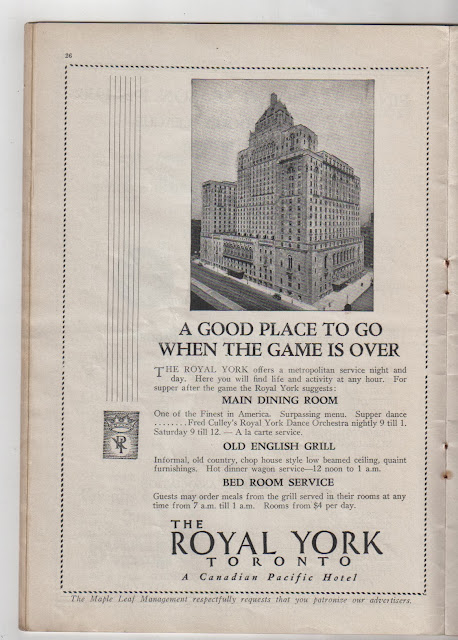 26
A GOOD PLACE TO GO
WHEN THE GAME IS OVER
THE ROYAL YORK offers a metropolitan service night and
day. Here you will find life and activity at any hour. For
supper after the game the Royal York suggests:
MAIN DINING ROOM
One of the Finest in America. Surpassing menu. Supper dance
........Fred Culley's Royal York Dance Orchestra nightly 9 till 1.
Saturday 9 till 12. — A la carte service.
OLD ENGLISH GRILL
Informal, old country, chop house style low beamed ceiling, quaint
furnishings. Hot dinner wagon service—12 noon to 1 a.m.
BED ROOM SERVICE
Guests may order meals from the grill served in their rooms at any
time from 7 a.m. till 1 a.m. Rooms from $4 per day.
THE
ROYAL YORK
TORONTO
A Canadian Pacific Hotel
The Maple Leaf Management respectfully requests that you patronise our advertisers.